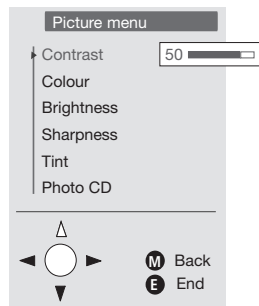 Picture menu
Contrast 50
Colour
Brightness
Sharpness
Tint
Photo CD
M Back
E End